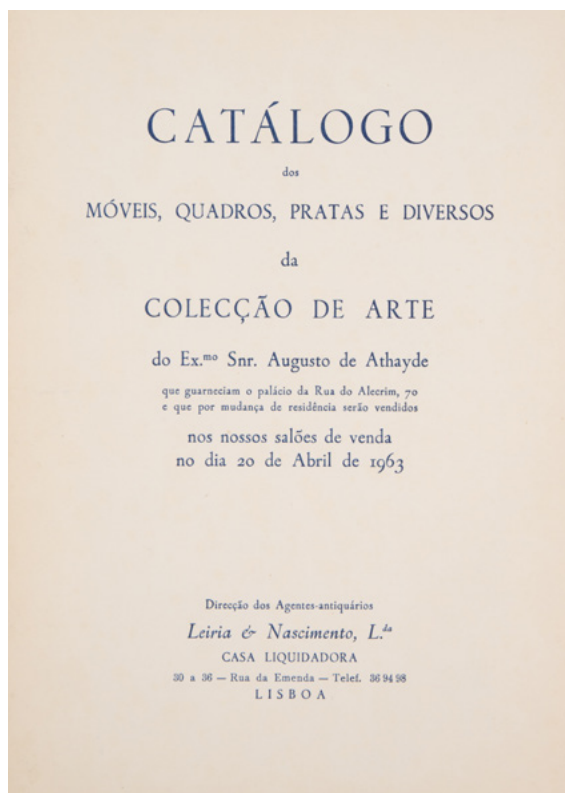 CATÁLOGO
dos
MÓVEIS, QUADROS, PRATAS E DIVERSOS
da
COLECÇÃO DE ARTE
do Ex.ᵐᵒ Snr. Augusto de Athayde
que guarneciam o palácio da Rua do Alecrim, 70
e que por mudança de residência serão vendidos
nos nossos salões de venda
no dia 20 de Abril de 1963
Direcção dos Agentes-antiquários
Leiria & Nascimento, L.ᵈᵃ
CASA LIQUIDADORA
30 a 36 — Rua da Emenda — Telef. 36 94 98
LISBOA